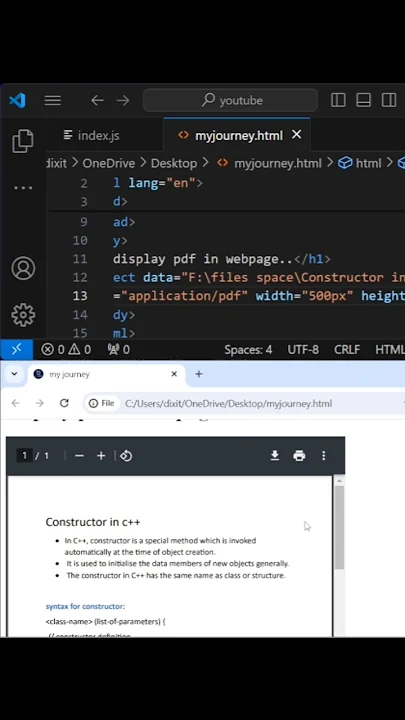 youtube
index.js
myjourney.html
dixit > OneDrive > Desktop > myjourney.html > html >
2 l lang="en">
3 d>
9 ad>
10 y>
11 display pdf in webpage..</h1>
12 ect data="F:\files space\Constructor in
13 ="application/pdf" width="500px" height
14 dy>
15 ml>
0 0 0 Spaces: 4 UTF-8 CRLF HTML
my journey
File C:/Users/dixit/OneDrive/Desktop/myjourney.html
1 / 1
Constructor in c++
• In C++, constructor is a special method which is invoked
automatically at the time of object creation.
• It is used to initialise the data members of new objects generally.
• The constructor in C++ has the same name as class or structure.
syntax for constructor:
<class-name> (list-of-parameters) {
// constructor definition